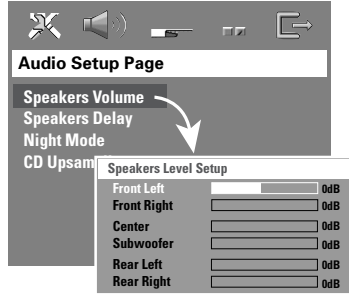 Audio Setup Page
Speakers Volume
Speakers Delay
Night Mode
CD Upsam
Speakers Level Setup
Front Left 0dB
Front Right 0dB
Center 0dB
Subwoofer 0dB
Rear Left 0dB
Rear Right 0dB